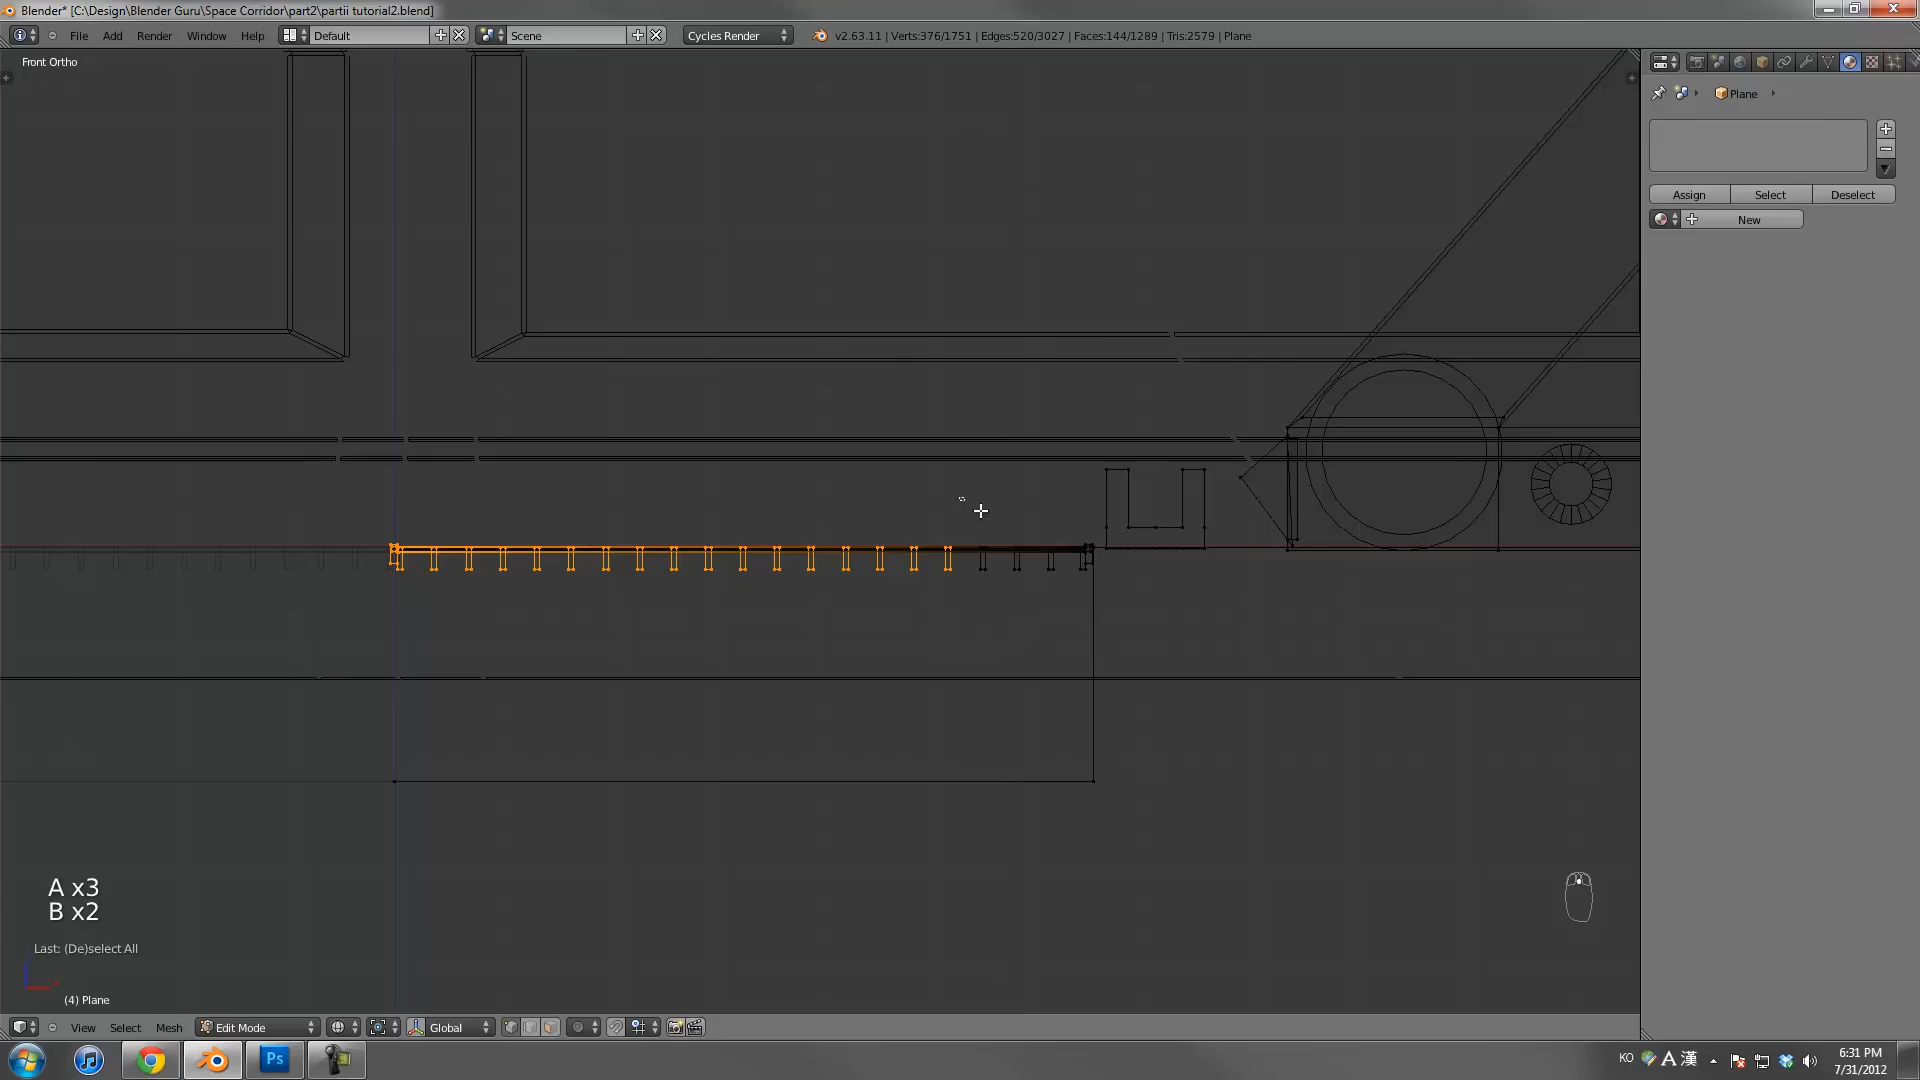 Blender* [C:\Design\Blender Guru\Space Corridor\part2\partii tutorial2.blend]
File Add Render Window Help Default Scene Cycles Render v2.63.11 | Verts:376/1751 | Edges:520/3027 | Faces:144/1289 | Tris:2579 | Plane
Front Ortho
Plane
Assign Select Deselect
New
A x3
B x2
Last: (De)select All
(4) Plane
View Select Mesh Edit Mode Global
Ps
KO A 漢
6:31 PM
7/31/2012